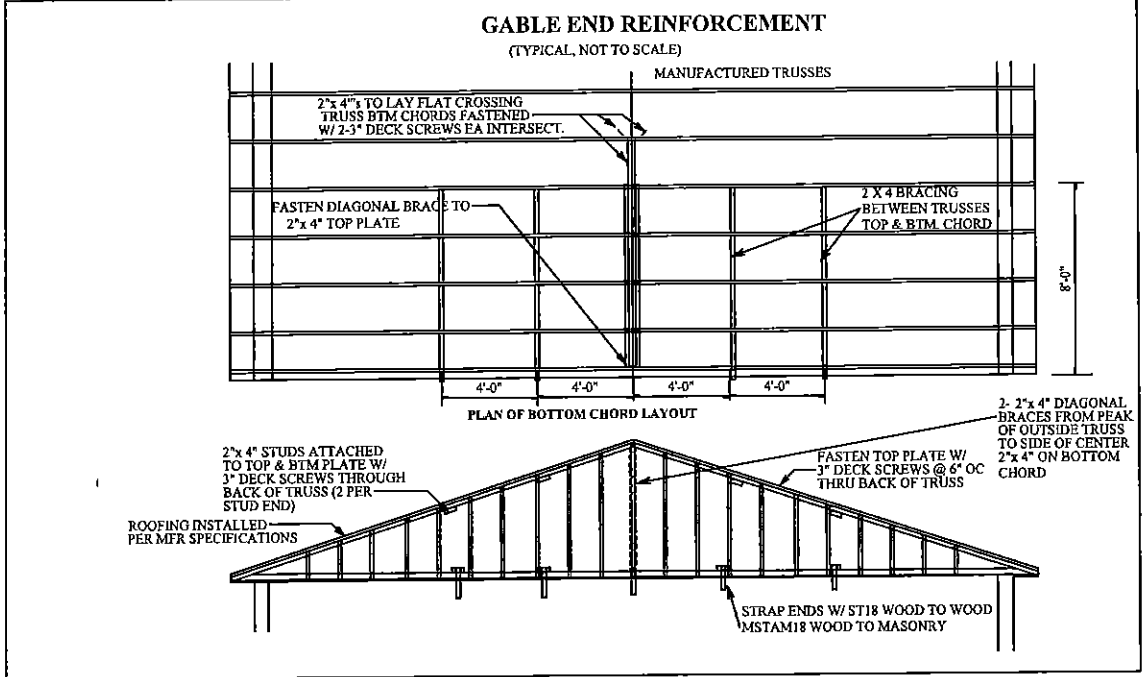 GABLE END REINFORCEMENT
(TYPICAL, NOT TO SCALE)
MANUFACTURED TRUSSES
2"x 4"'s TO LAY FLAT CROSSING
TRUSS BTM CHORDS FASTENED
W/ 2-3" DECK SCREWS EA INTERSECT.
FASTEN DIAGONAL BRACE TO
2"x 4" TOP PLATE
2 X 4 BRACING
BETWEEN TRUSSES
TOP & BTM. CHORD
8'-0"
4'-0"
4'-0"
4'-0"
4'-0"
PLAN OF BOTTOM CHORD LAYOUT
2- 2"x 4" DIAGONAL
BRACES FROM PEAK
OF OUTSIDE TRUSS
TO SIDE OF CENTER
2"x 4" ON BOTTOM
CHORD
2"x 4" STUDS ATTACHED
TO TOP & BTM PLATE W/
3" DECK SCREWS THROUGH
BACK OF TRUSS (2 PER
STUD END)
FASTEN TOP PLATE W/
3" DECK SCREWS @ 6" OC
THRU BACK OF TRUSS
ROOFING INSTALLED
PER MFR SPECIFICATIONS
STRAP ENDS W/ ST18 WOOD TO WOOD
MSTAM18 WOOD TO MASONRY